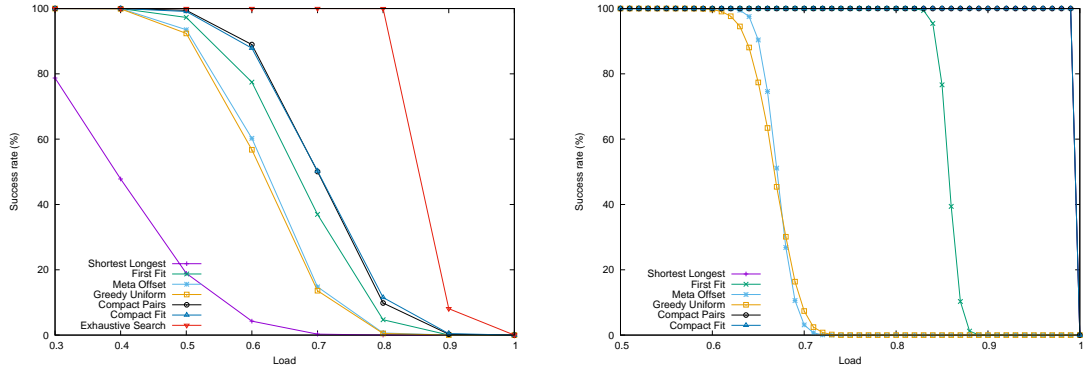 100
80
60
40
20
0
Success rate (%)
Shortest Longest
First Fit
Meta Offset
Greedy Uniform
Compact Pairs
Compact Fit
Exhaustive Search
0.3 0.4 0.5 0.6 0.7 0.8 0.9 1
Load
100
80
60
40
20
0
Success rate (%)
Shortest Longest
First Fit
Meta Offset
Greedy Uniform
Compact Pairs
Compact Fit
0.5 0.6 0.7 0.8 0.9 1
Load